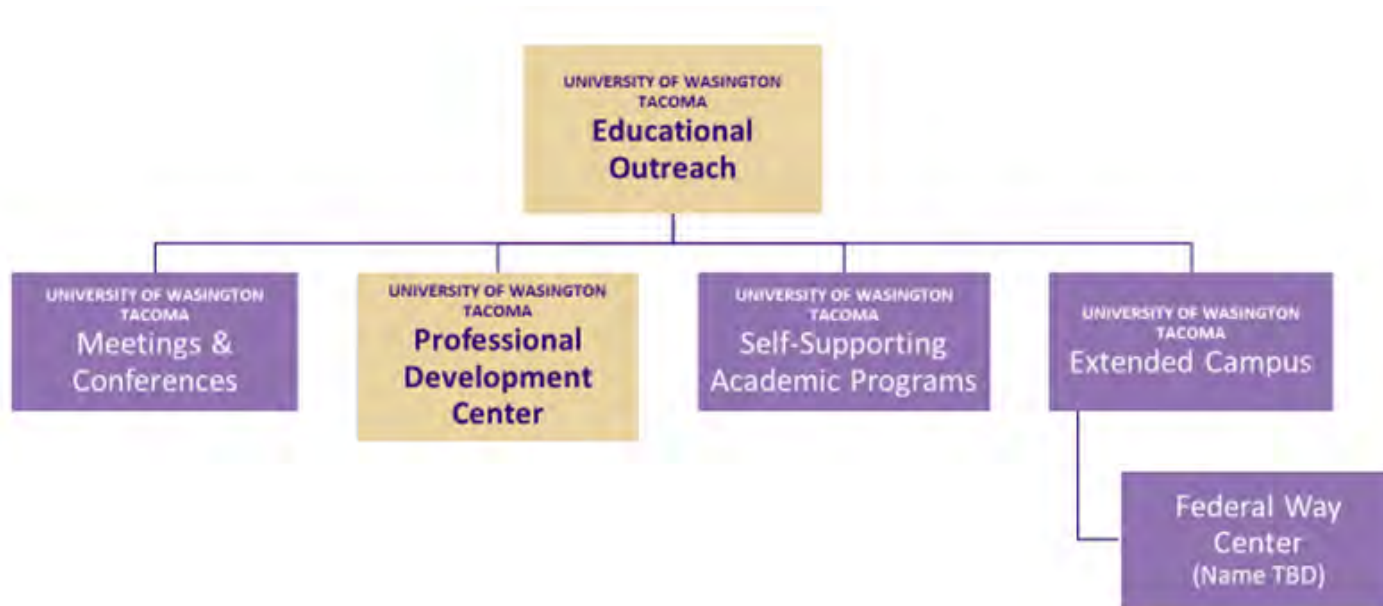 UNIVERSITY OF WASINGTON
TACOMA
Educational
Outreach
UNIVERSITY OF WASINGTON
TACOMA
Meetings &
Conferences
UNIVERSITY OF WASINGTON
TACOMA
Professional
Development
Center
UNIVERSITY OF WASINGTON
TACOMA
Self-Supporting
Academic Programs
UNIVERSITY OF WASINGTON
TACOMA
Extended Campus
Federal Way
Center
(Name TBD)